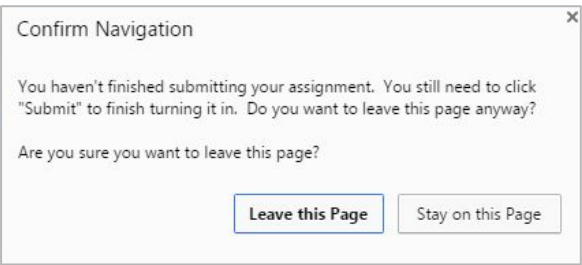 Confirm Navigation
You haven't finished submitting your assignment.  You still need to click
"Submit" to finish turning it in.  Do you want to leave this page anyway?
Are you sure you want to leave this page?
Leave this Page Stay on this Page